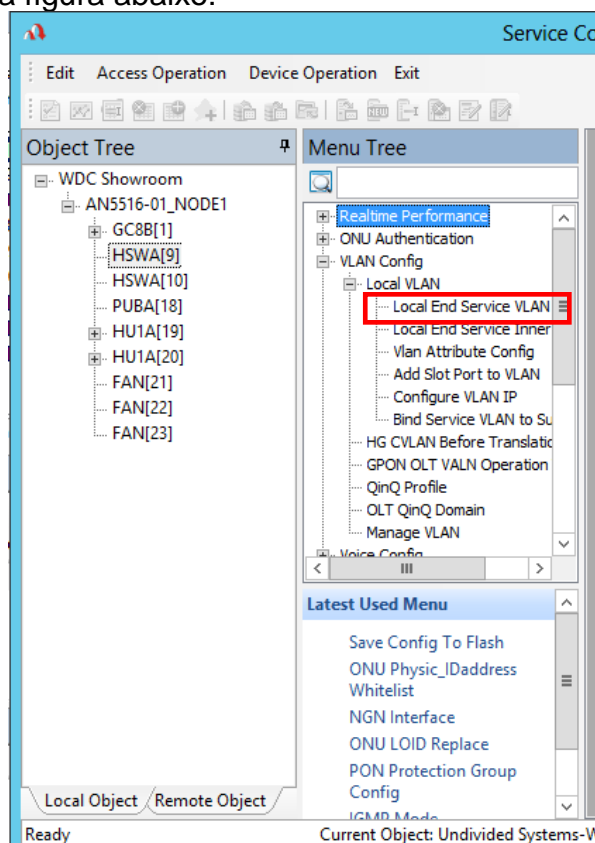 a figura abaixo.
Service Co
Edit Access Operation Device Operation Exit
Object Tree
WDC Showroom
AN5516-01_NODE1
GC8B[1]
HSWA[9]
HSWA[10]
PUBA[18]
HU1A[19]
HU1A[20]
FAN[21]
FAN[22]
FAN[23]
Local Object Remote Object
Menu Tree
Realtime Performance
ONU Authentication
VLAN Config
Local VLAN
Local End Service VLAN
Local End Service Inner
Vlan Attribute Config
Add Slot Port to VLAN
Configure VLAN IP
Bind Service VLAN to Su
HG CVLAN Before Translatic
GPON OLT VALN Operation
QinQ Profile
OLT QinQ Domain
Manage VLAN
Voice Config
Latest Used Menu
Save Config To Flash
ONU Physic_IDaddress
Whitelist
NGN Interface
ONU LOID Replace
PON Protection Group
Config
IGMP Mode
Ready Current Object: Undivided Systems-W